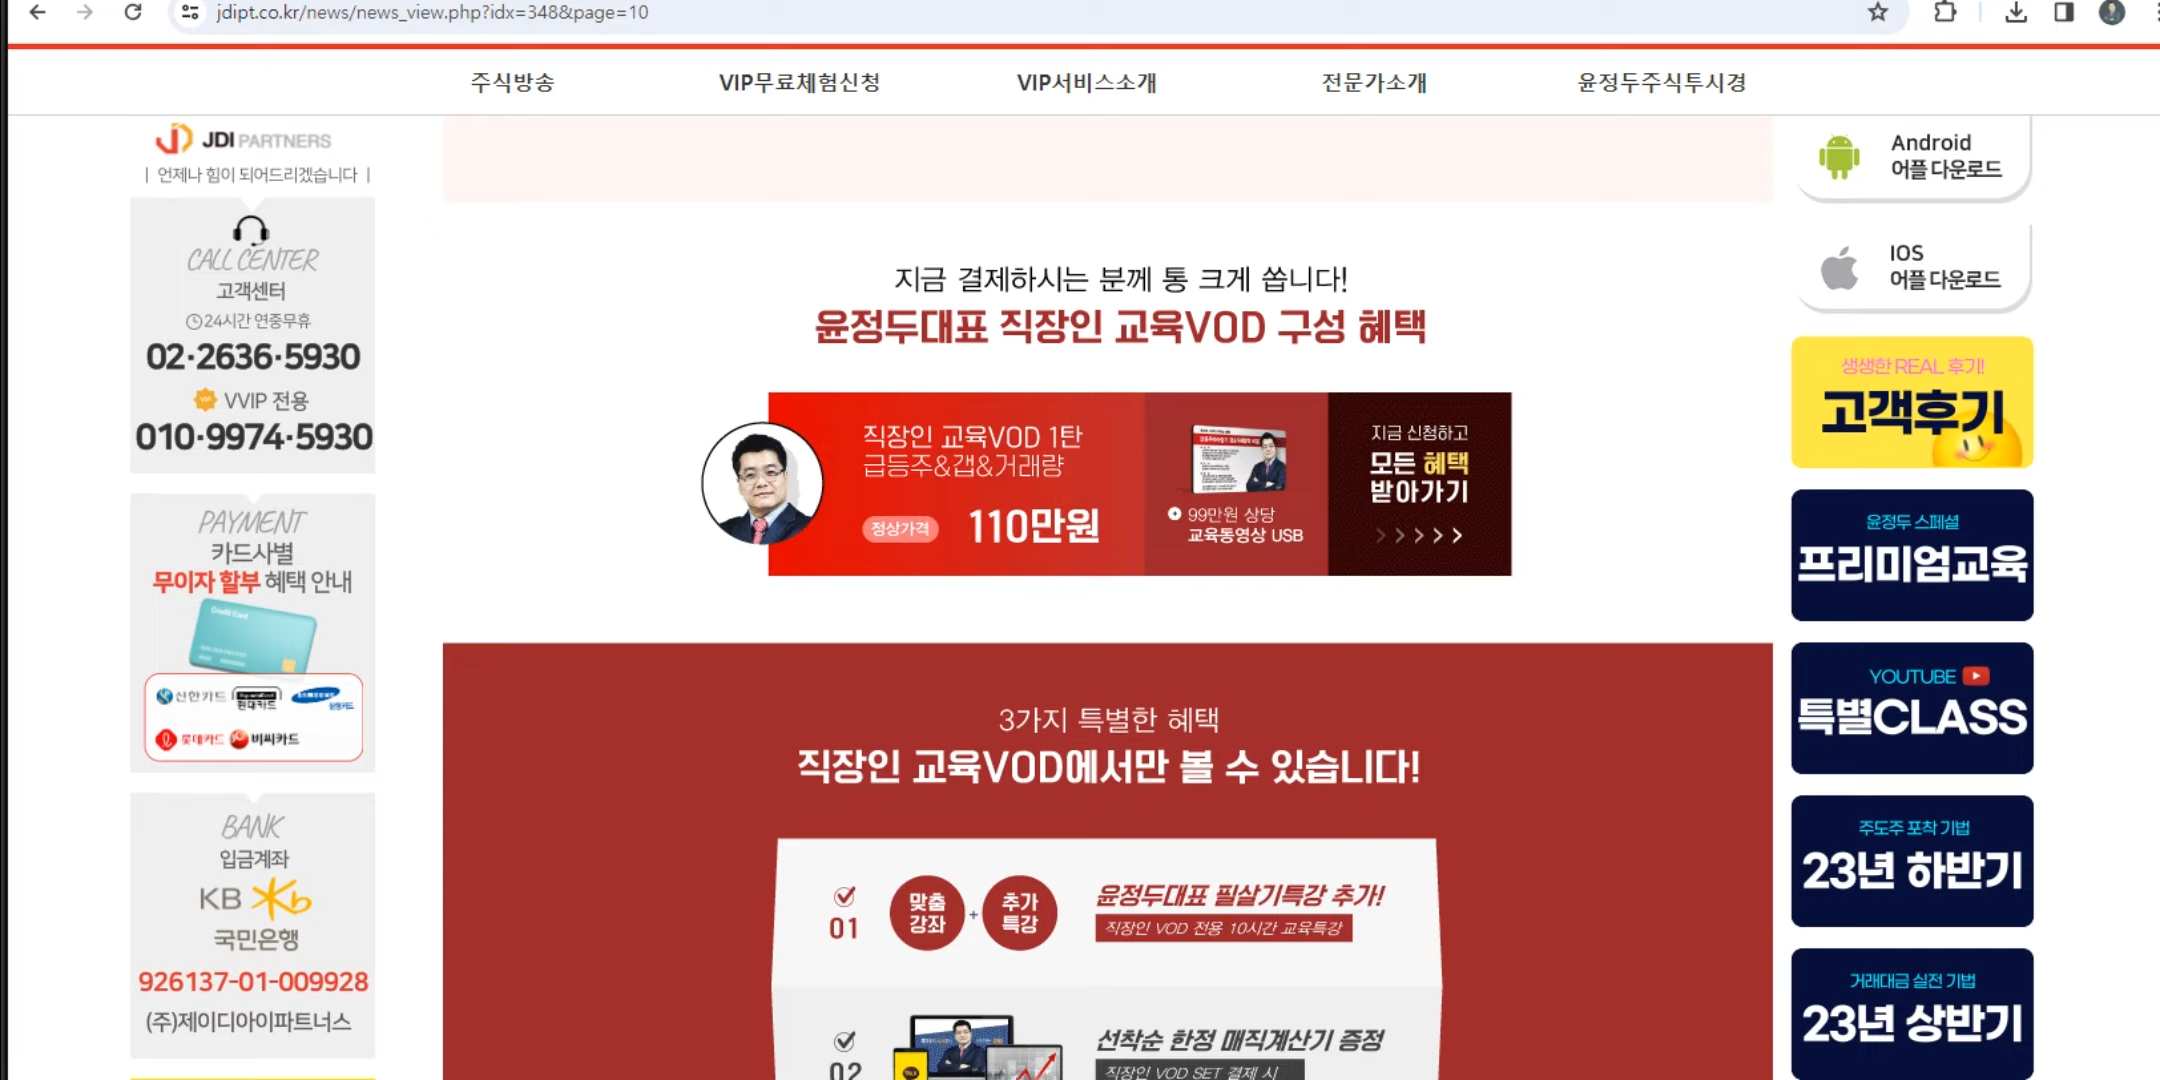 jdipt.co.kr/news/news_view.php?idx=348&page=10
주식방송
VIP무료체험신청
VIP서비스소개
전문가소개
윤정두주식투시경
JDI PARTNERS
| 언제나 힘이 되어드리겠습니다 |
CALL CENTER
고객센터
24시간 연중무휴
02·2636·5930
VVIP 전용
010·9974·5930
PAYMENT
카드사별
무이자 할부 혜택 안내
Credit Card
신한카드
현대카드
삼성카드
롯데카드
비씨카드
BANK
입금계좌
KB
국민은행
926137-01-009928
(주)제이디아이파트너스
지금 결제하시는 분께 통 크게 쏩니다!
윤정두대표 직장인 교육VOD 구성 혜택
직장인 교육VOD 1탄
급등주&갭&거래량
정상가격 110만원
99만원 상당
교육동영상 USB
지금 신청하고
모든 혜택
받아가기
3가지 특별한 혜택
직장인 교육VOD에서만 볼 수 있습니다!
01
맞춤
강좌
+
추가
특강
윤정두대표 필살기특강 추가!
직장인 VOD 전용 10시간 교육특강
02
선착순 한정 매직계산기 증정
직장인 VOD SET 결제 시
Android
어플 다운로드
IOS
어플 다운로드
생생한 REAL 후기!
고객후기
윤정두 스페셜
프리미엄교육
YOUTUBE
특별CLASS
주도주 포착 기법
23년 하반기
거래대금 실전 기법
23년 상반기